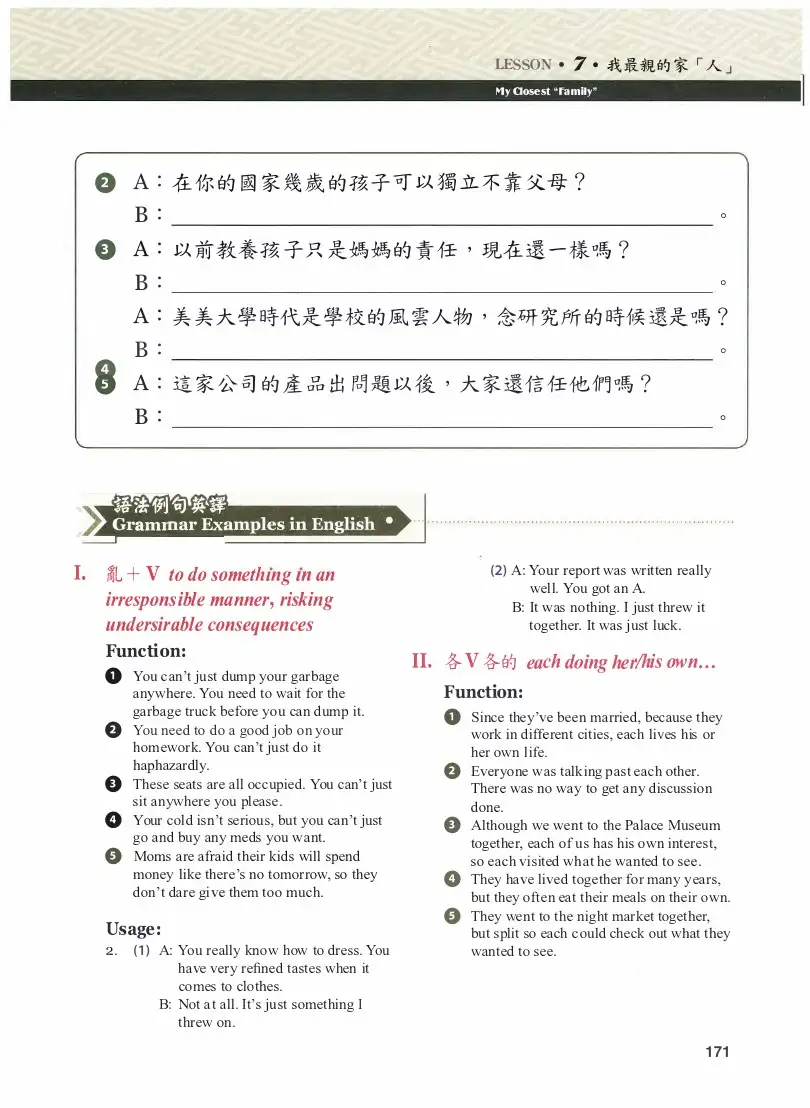 LESSON • 7 • 我最親的家「人」
My Closest “Family”
2 A：在你的國家幾歲的孩子可以獨立不靠父母？
B：。
3 A：以前教養孩子只是媽媽的責任，現在還一樣嗎？
B：。
A：美美大學時代是學校的風雲人物，念研究所的時候還是嗎？
B：。
4
5 A：這家公司的產品出問題以後，大家還信任他們嗎？
B：。
語法例句英譯
Grammar Examples in English
I. 亂＋V to do something in an
irresponsible manner, risking
undersirable consequences
Function:
1 You can’t just dump your garbage
anywhere. You need to wait for the
garbage truck before you can dump it.
2 You need to do a good job on your
homework. You can’t just do it
haphazardly.
3 These seats are all occupied. You can’t just
sit anywhere you please.
4 Your cold isn’t serious, but you can’t just
go and buy any meds you want.
5 Moms are afraid their kids will spend
money like there’s no tomorrow, so they
don’t dare give them too much.
Usage:
2. (1) A: You really know how to dress. You
have very refined tastes when it
comes to clothes.
B: Not at all. It’s just something I
threw on.
(2) A: Your report was written really
well. You got an A.
B: It was nothing. I just threw it
together. It was just luck.
II. 各V各的 each doing her/his own…
Function:
1 Since they’ve been married, because they
work in different cities, each lives his or
her own life.
2 Everyone was talking past each other.
There was no way to get any discussion
done.
3 Although we went to the Palace Museum
together, each of us has his own interest,
so each visited what he wanted to see.
4 They have lived together for many years,
but they often eat their meals on their own.
5 They went to the night market together,
but split so each could check out what they
wanted to see.
171